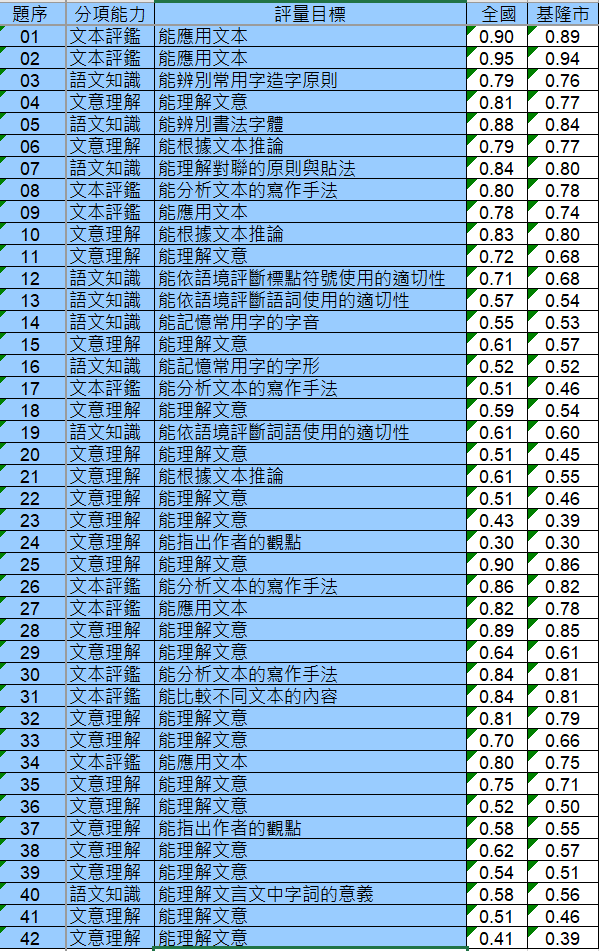 題序 分項能力 評量目標 全國 基隆市
01 文本評鑑 能應用文本 0.90 0.89
02 文本評鑑 能應用文本 0.95 0.94
03 語文知識 能辨別常用字造字原則 0.79 0.76
04 文意理解 能理解文意 0.81 0.77
05 語文知識 能辨別書法字體 0.88 0.84
06 文意理解 能根據文本推論 0.79 0.77
07 語文知識 能理解對聯的原則與貼法 0.84 0.80
08 文本評鑑 能分析文本的寫作手法 0.80 0.78
09 文本評鑑 能應用文本 0.78 0.74
10 文意理解 能根據文本推論 0.83 0.80
11 文意理解 能理解文意 0.72 0.68
12 語文知識 能依語境評斷標點符號使用的適切性 0.71 0.68
13 語文知識 能依語境評斷語詞使用的適切性 0.57 0.54
14 語文知識 能記憶常用字的字音 0.55 0.53
15 文意理解 能理解文意 0.61 0.57
16 語文知識 能記憶常用字的字形 0.52 0.52
17 文本評鑑 能分析文本的寫作手法 0.51 0.46
18 文意理解 能理解文意 0.59 0.54
19 語文知識 能依語境評斷詞語使用的適切性 0.61 0.60
20 文意理解 能理解文意 0.51 0.45
21 文意理解 能根據文本推論 0.61 0.55
22 文意理解 能理解文意 0.51 0.46
23 文意理解 能理解文意 0.43 0.39
24 文意理解 能指出作者的觀點 0.30 0.30
25 文意理解 能理解文意 0.90 0.86
26 文本評鑑 能分析文本的寫作手法 0.86 0.82
27 文本評鑑 能應用文本 0.82 0.78
28 文意理解 能理解文意 0.89 0.85
29 文意理解 能理解文意 0.64 0.61
30 文本評鑑 能分析文本的寫作手法 0.84 0.81
31 文本評鑑 能比較不同文本的內容 0.84 0.81
32 文意理解 能理解文意 0.81 0.79
33 文意理解 能理解文意 0.70 0.66
34 文本評鑑 能應用文本 0.80 0.75
35 文意理解 能理解文意 0.75 0.71
36 文意理解 能理解文意 0.52 0.50
37 文意理解 能指出作者的觀點 0.58 0.55
38 文意理解 能理解文意 0.62 0.57
39 文意理解 能理解文意 0.54 0.51
40 語文知識 能理解文言文中字詞的意義 0.58 0.56
41 文意理解 能理解文意 0.51 0.46
42 文意理解 能理解文意 0.41 0.39